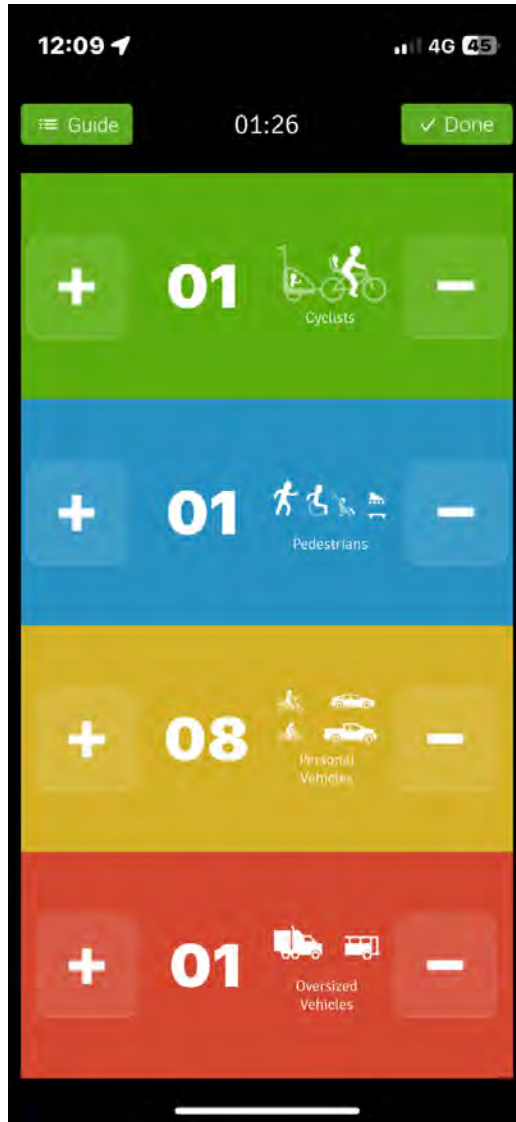 12:09
4G 45
Guide
01:26
✓ Done
+ 01 −
Cyclists
+ 01 −
Pedestrians
+ 08 −
Personal
Vehicles
+ 01 −
Oversized
Vehicles